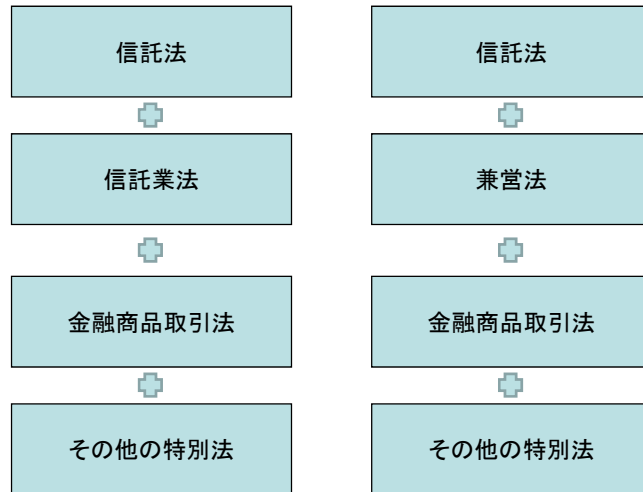 信託法
信託業法
金融商品取引法
その他の特別法
信託法
兼営法
金融商品取引法
その他の特別法